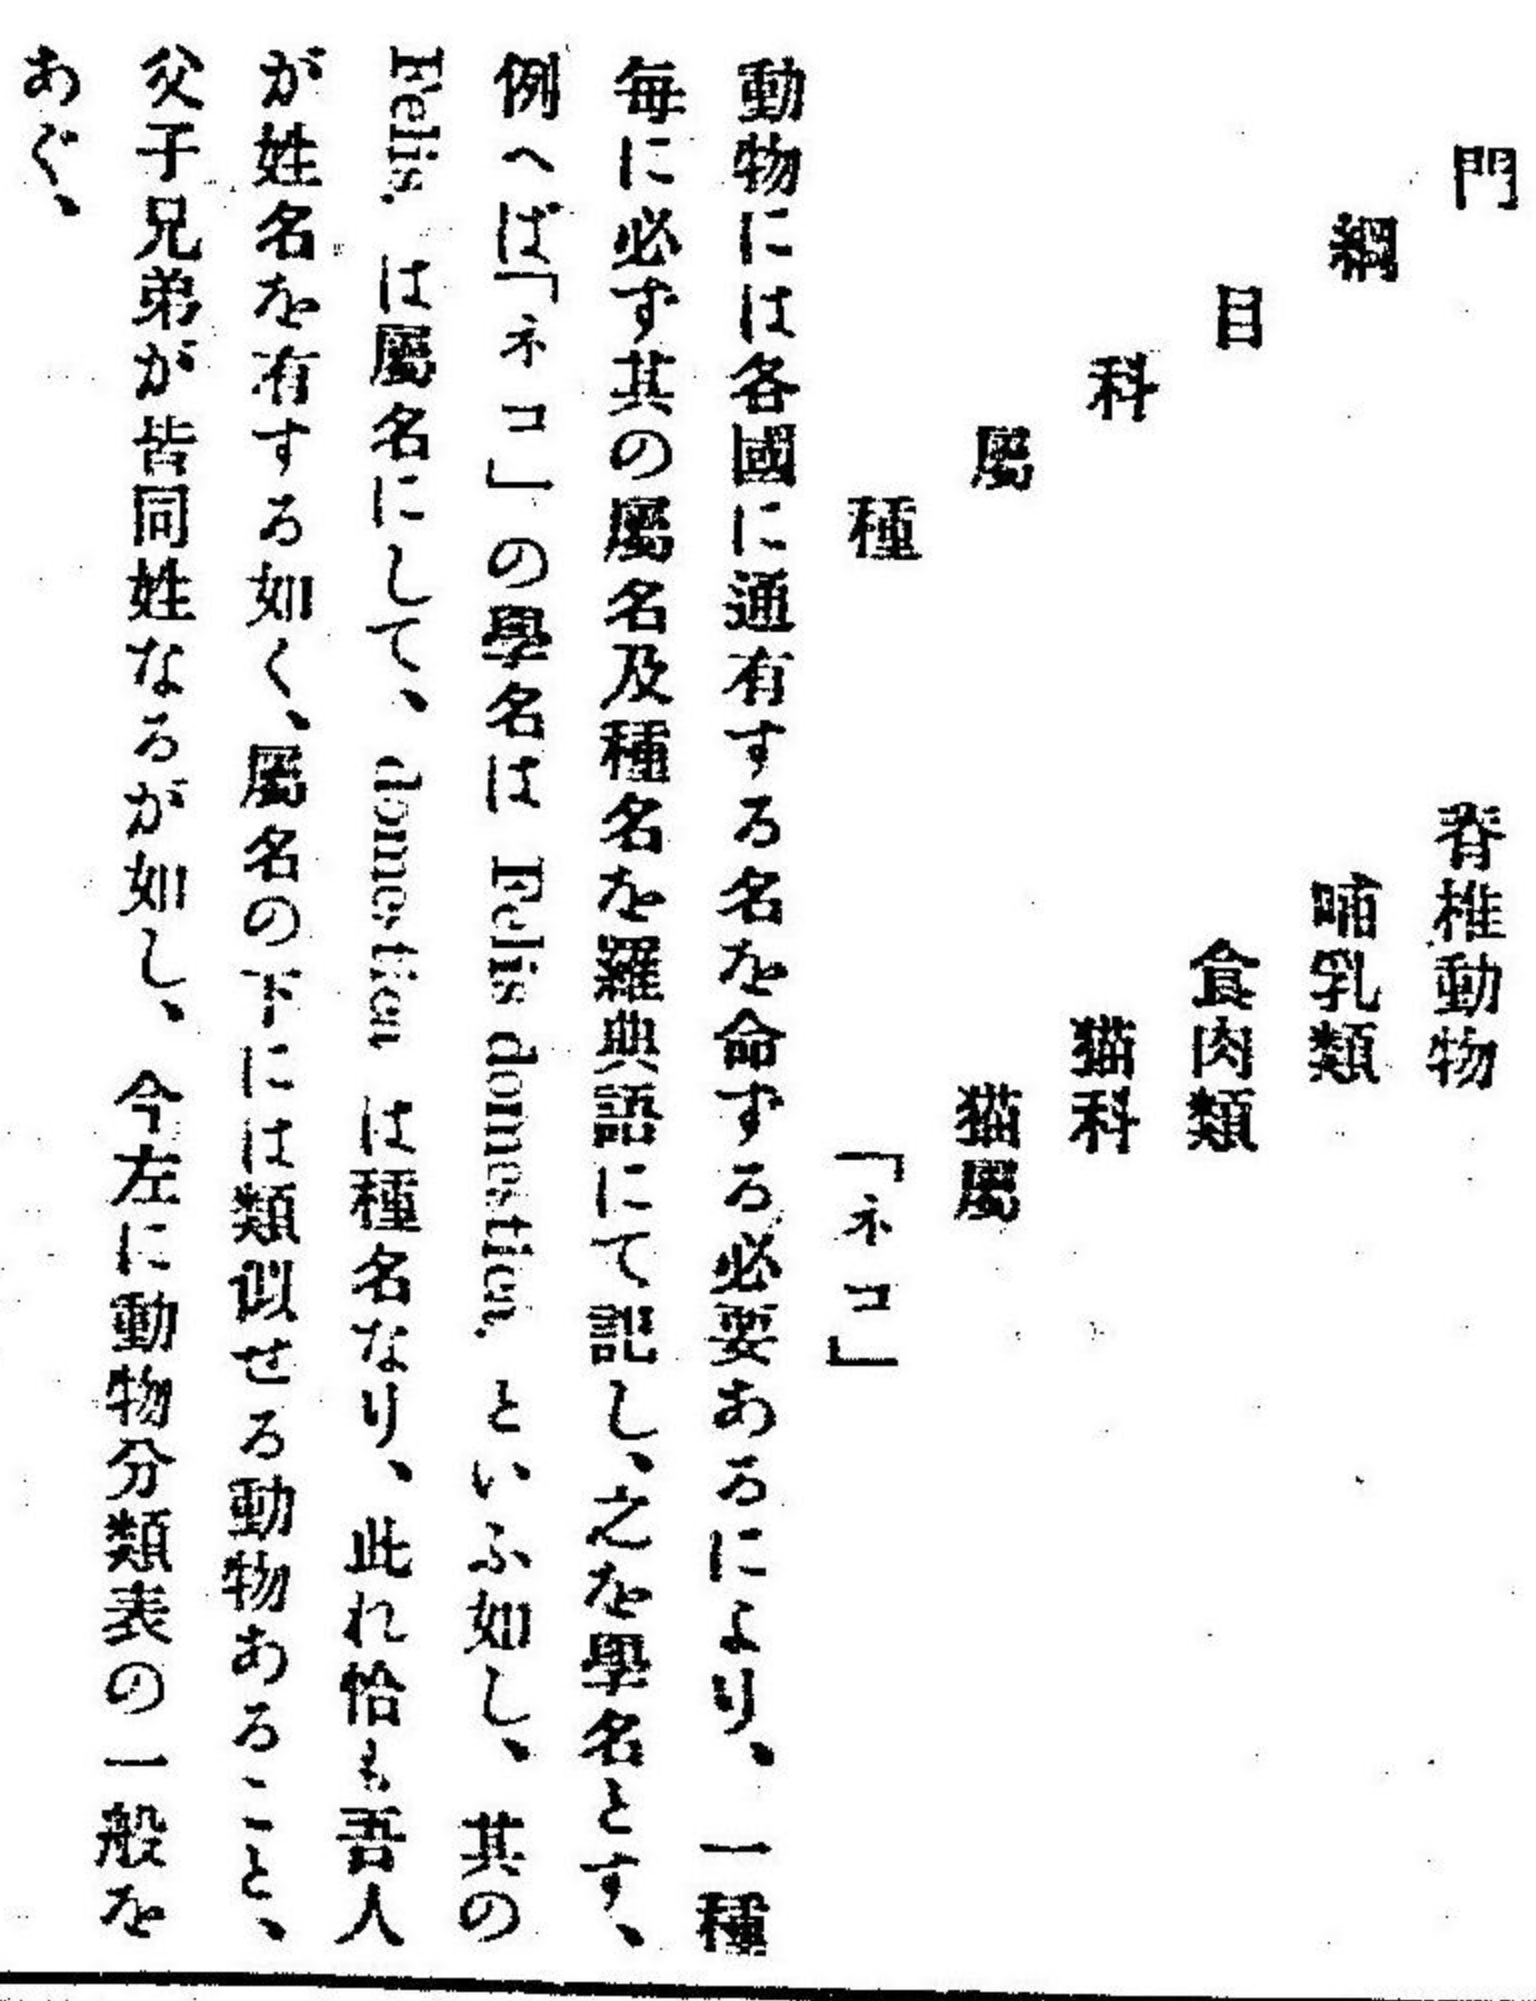 門　脊椎動物
綱　哺乳類
目　食肉類
科　猫科
屬　猫屬
種　「ネコ」
動物には各國に通有する名を命ずる必要あるにより、一種
毎に必ず其の屬名及種名を羅典語にて記し、之を學名とす、
例へば「ネコ」の學名は Felis domestica. といふ如し、其の
Felis. は屬名にして、domestica は種名なり、此れ恰も吾人
が姓名を有する如く、屬名の下には類似せる動物あること、
父子兄弟が皆同姓なるが如し、今左に動物分類表の一般を
あぐ、